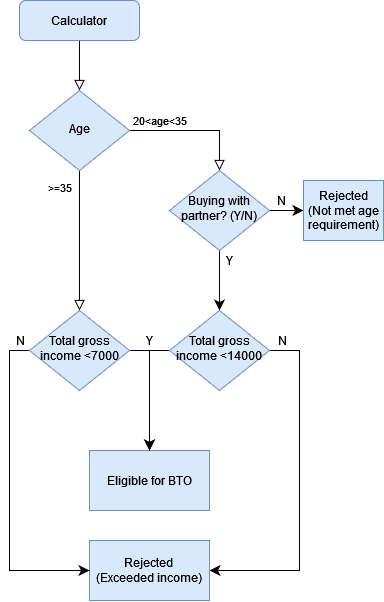 Calculator
Age
20<age<35
>=35
Buying with
partner? (Y/N)
N
Rejected
(Not met age
requirement)
Y
N
Total gross
income <7000
Y
Total gross
income <14000
N
Eligible for BTO
Rejected
(Exceeded income)